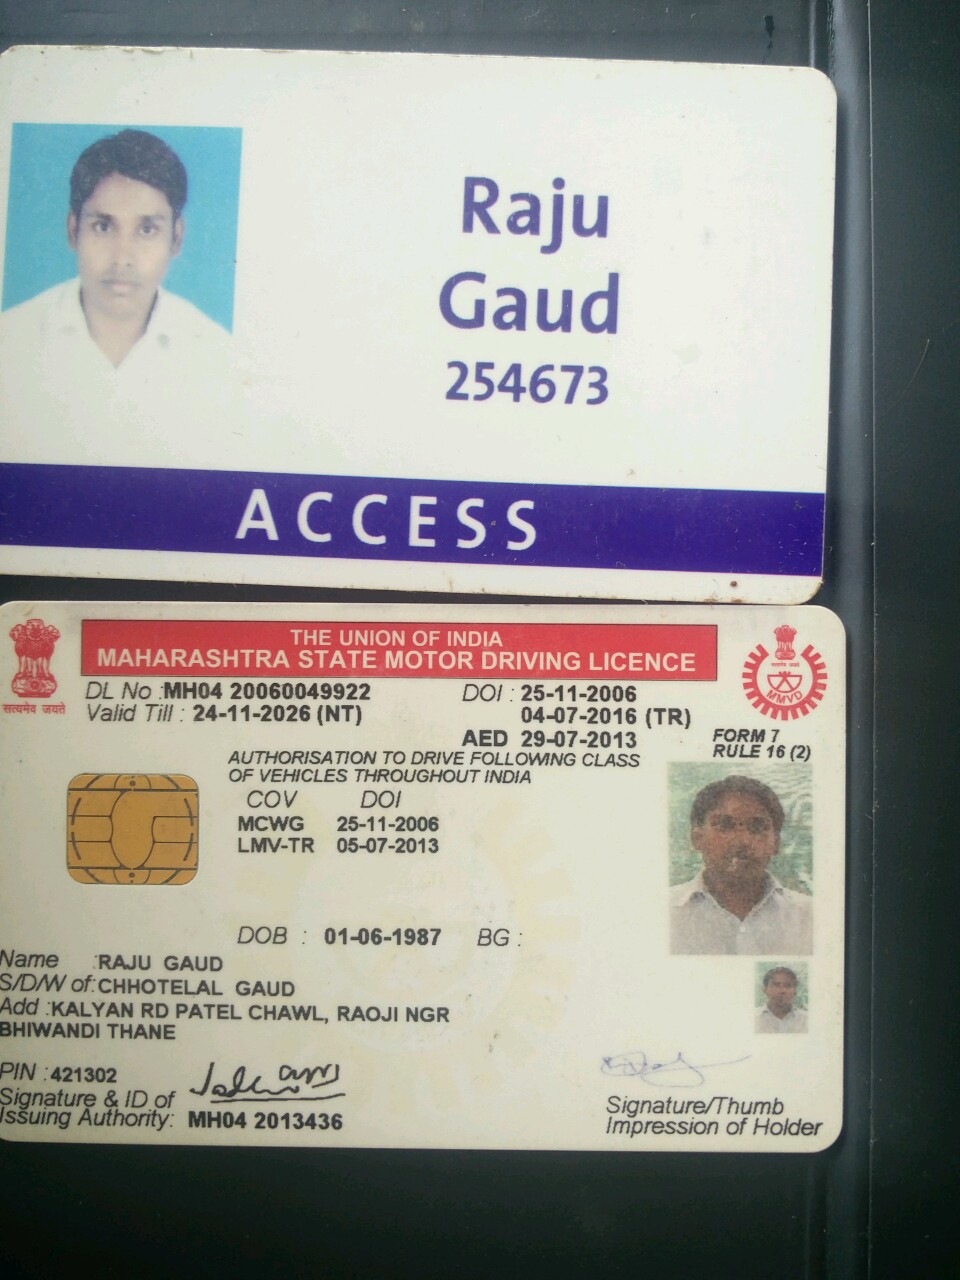 Raju
Gaud
254673
ACCESS
THE UNION OF INDIA
MAHARASHTRA STATE MOTOR DRIVING LICENCE
सत्यमेव जयते
DL No : MH04 20060049922
DOI : 25-11-2006
Valid Till : 24-11-2026 (NT)
04-07-2016 (TR)
AED 29-07-2013
MMVD
FORM 7
RULE 16 (2)
AUTHORISATION TO DRIVE FOLLOWING CLASS
OF VEHICLES THROUGHOUT INDIA
COV DOI
MCWG 25-11-2006
LMV-TR 05-07-2013
DOB : 01-06-1987 BG :
Name : RAJU GAUD
S/D/W of: CHHOTELAL GAUD
Add : KALYAN RD PATEL CHAWL, RAOJI NGR
BHIWANDI THANE
PIN : 421302
Signature & ID of
Issuing Authority: MH04 2013436
Signature/Thumb
Impression of Holder